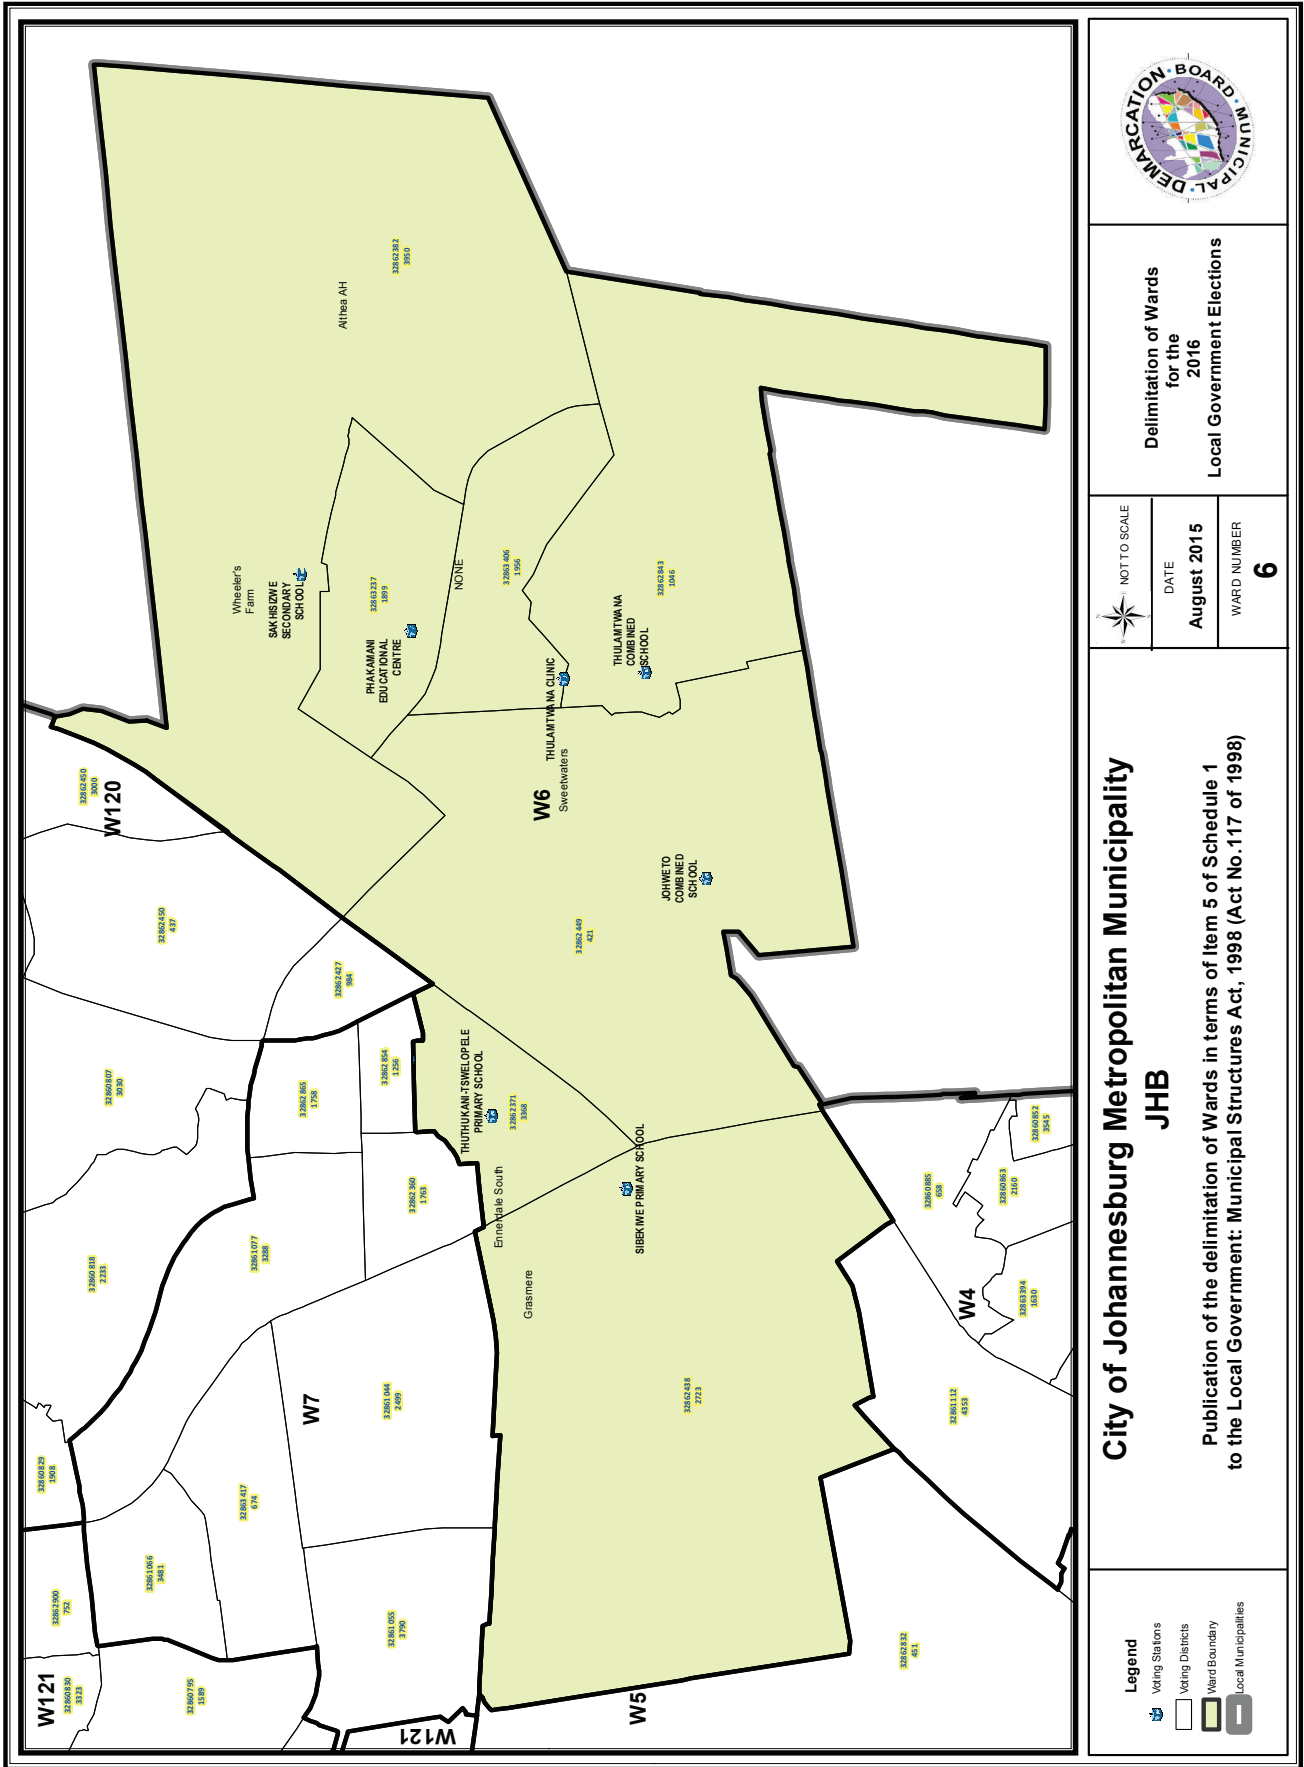 W120
W7
W121
W121
W5
W4
W6
32862450
3000
32862450
437
32862427
984
32860807
3030
32860818
2233
32860829
1908
32862900
752
32860830
3323
32860795
1589
32861066
3481
32863417
674
32861077
3288
32862865
1758
32862854
1256
32862360
1763
32861044
2499
32861055
3790
32862382
3950
Althea AH
Wheeler's
Farm
SAKHISIZWE
SECONDARY
SCHOOL
32863237
1899
PHAKAMANI
EDUCATIONAL
CENTRE
NONE
32863406
1956
THULAMTWANA CLINIC
Sweetwaters
32862843
1046
THULAMTWANA
COMBINED
SCHOOL
JOHWETO
COMBINED
SCHOOL
32862449
421
THUTHUKANI-TSWELOPELE
PRIMARY SCHOOL
32862371
3368
Ennerdale South
Grasmere
SIBEKIWE PRIMARY SCHOOL
32862438
2723
32862832
451
32861112
4353
32860885
658
32863394
1630
32860863
2160
32860852
3545
Legend
Voting Stations
Voting Districts
Ward Boundary
Local Municipalities
City of Johannesburg Metropolitan Municipality
JHB
Publication of the delimitation of Wards in terms of Item 5 of Schedule 1
to the Local Government: Municipal Structures Act, 1998 (Act No.117 of 1998)
N
W
E
S
NOT TO SCALE
DATE
August 2015
WARD NUMBER
6
Delimitation of Wards
for the
2016
Local Government Elections
MUNICIPAL • DEMARCATION • BOARD •